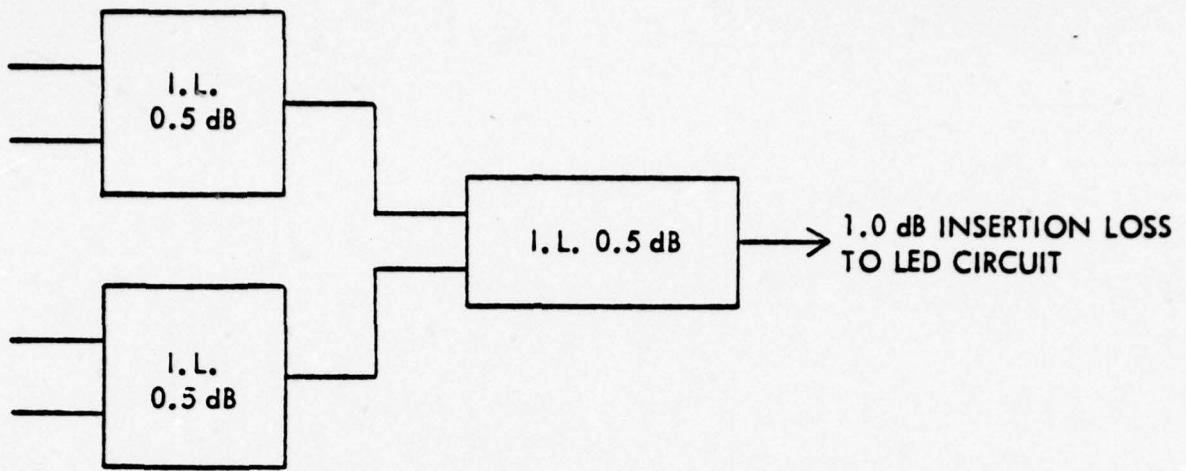 I.L.
0.5 dB
I.L. 0.5 dB
1.0 dB INSERTION LOSS
TO LED CIRCUIT
I.L.
0.5 dB